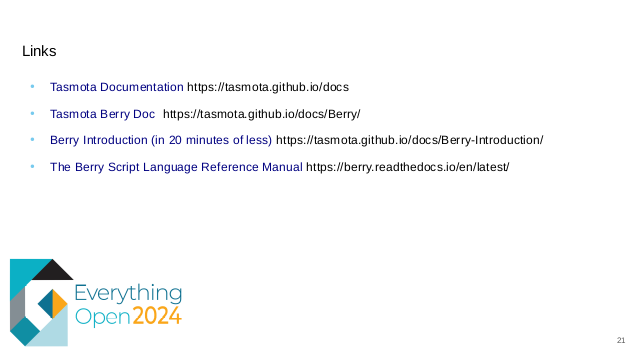 Links
• Tasmota Documentation https://tasmota.github.io/docs
• Tasmota Berry Doc  https://tasmota.github.io/docs/Berry/
• Berry Introduction (in 20 minutes of less) https://tasmota.github.io/docs/Berry-Introduction/
• The Berry Script Language Reference Manual https://berry.readthedocs.io/en/latest/
Everything
Open 2024
21